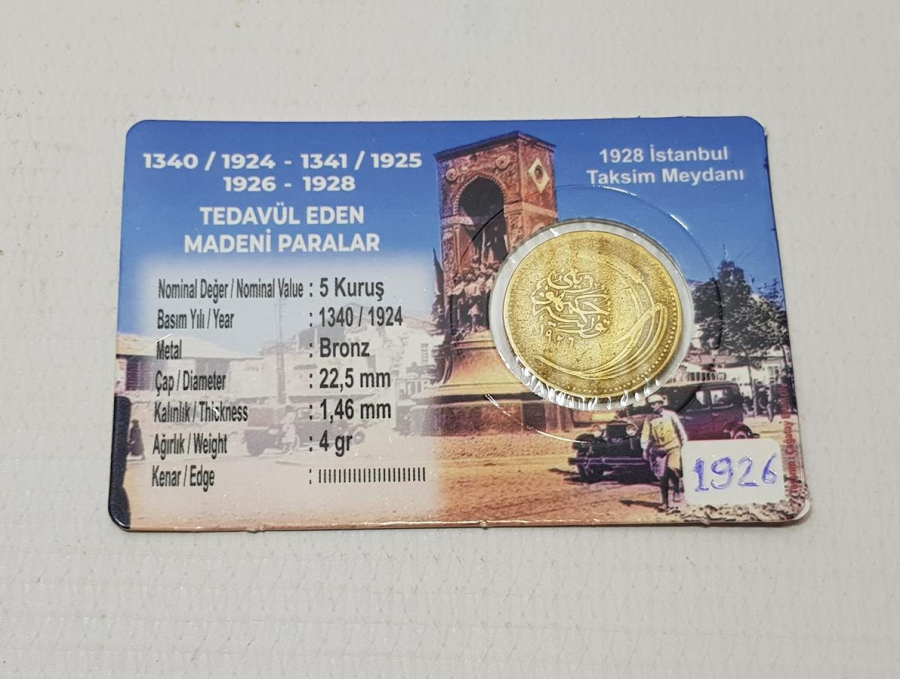 1340 / 1924 - 1341 / 1925
1926 - 1928
TEDAVÜL EDEN
MADENİ PARALAR
Nominal Değer / Nominal Value : 5 Kuruş
Basım Yılı / Year : 1340 / 1924
Metal : Bronz
Çap / Diameter : 22,5 mm
Kalınlık / Thickness : 1,46 mm
Ağırlık / Weight : 4 gr
Kenar / Edge :
1928 İstanbul
Taksim Meydanı
١٩٢٦
1926